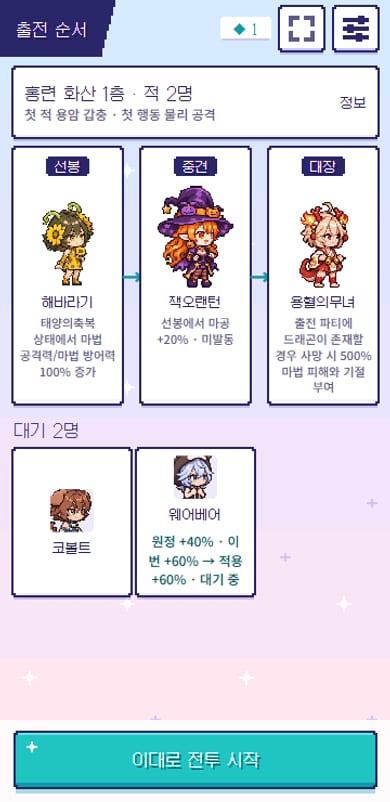 출전 순서
1
홍련 화산 1층 · 적 2명
첫 적 용암 갑충 · 첫 행동 물리 공격
정보
선봉
중견
대장
해바라기
태양의축복
상태에서 마법
공격력/마법 방어력
100% 증가
잭오랜턴
선봉에서 마공
+20% · 미발동
용혈의무녀
출전 파티에
드래곤이 존재할
경우 사망 시 500%
마법 피해와 기절
부여
대기 2명
코볼트
웨어베어
원정 +40% · 이
번 +60% → 적용
+60% · 대기 중
이대로 전투 시작